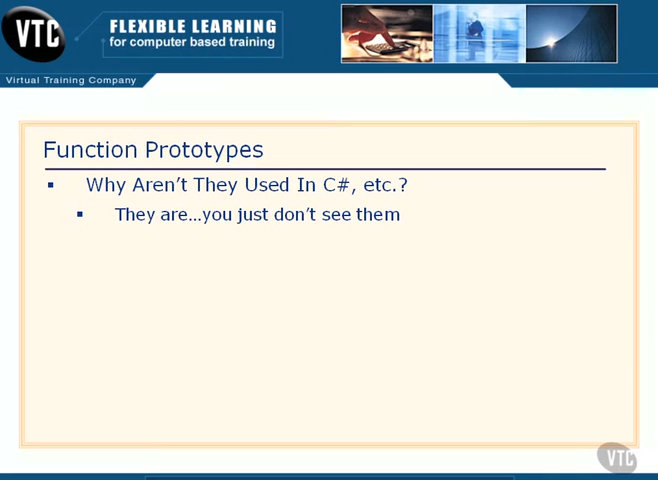 VTC
FLEXIBLE LEARNING
for computer based training
Virtual Training Company
Function Prototypes
Why Aren't They Used In C#, etc.?
They are...you just don't see them
VTC